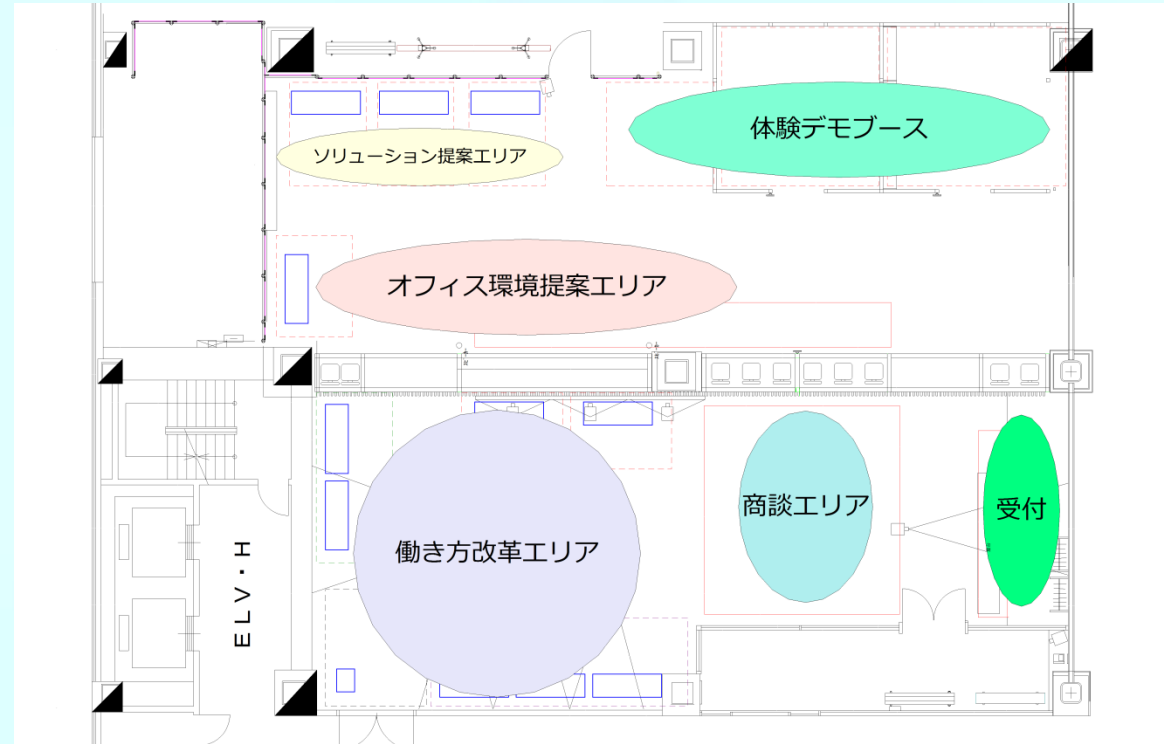 体験デモブース
ソリューション提案エリア
オフィス環境提案エリア
働き方改革エリア
商談エリア
受付
ELV・H